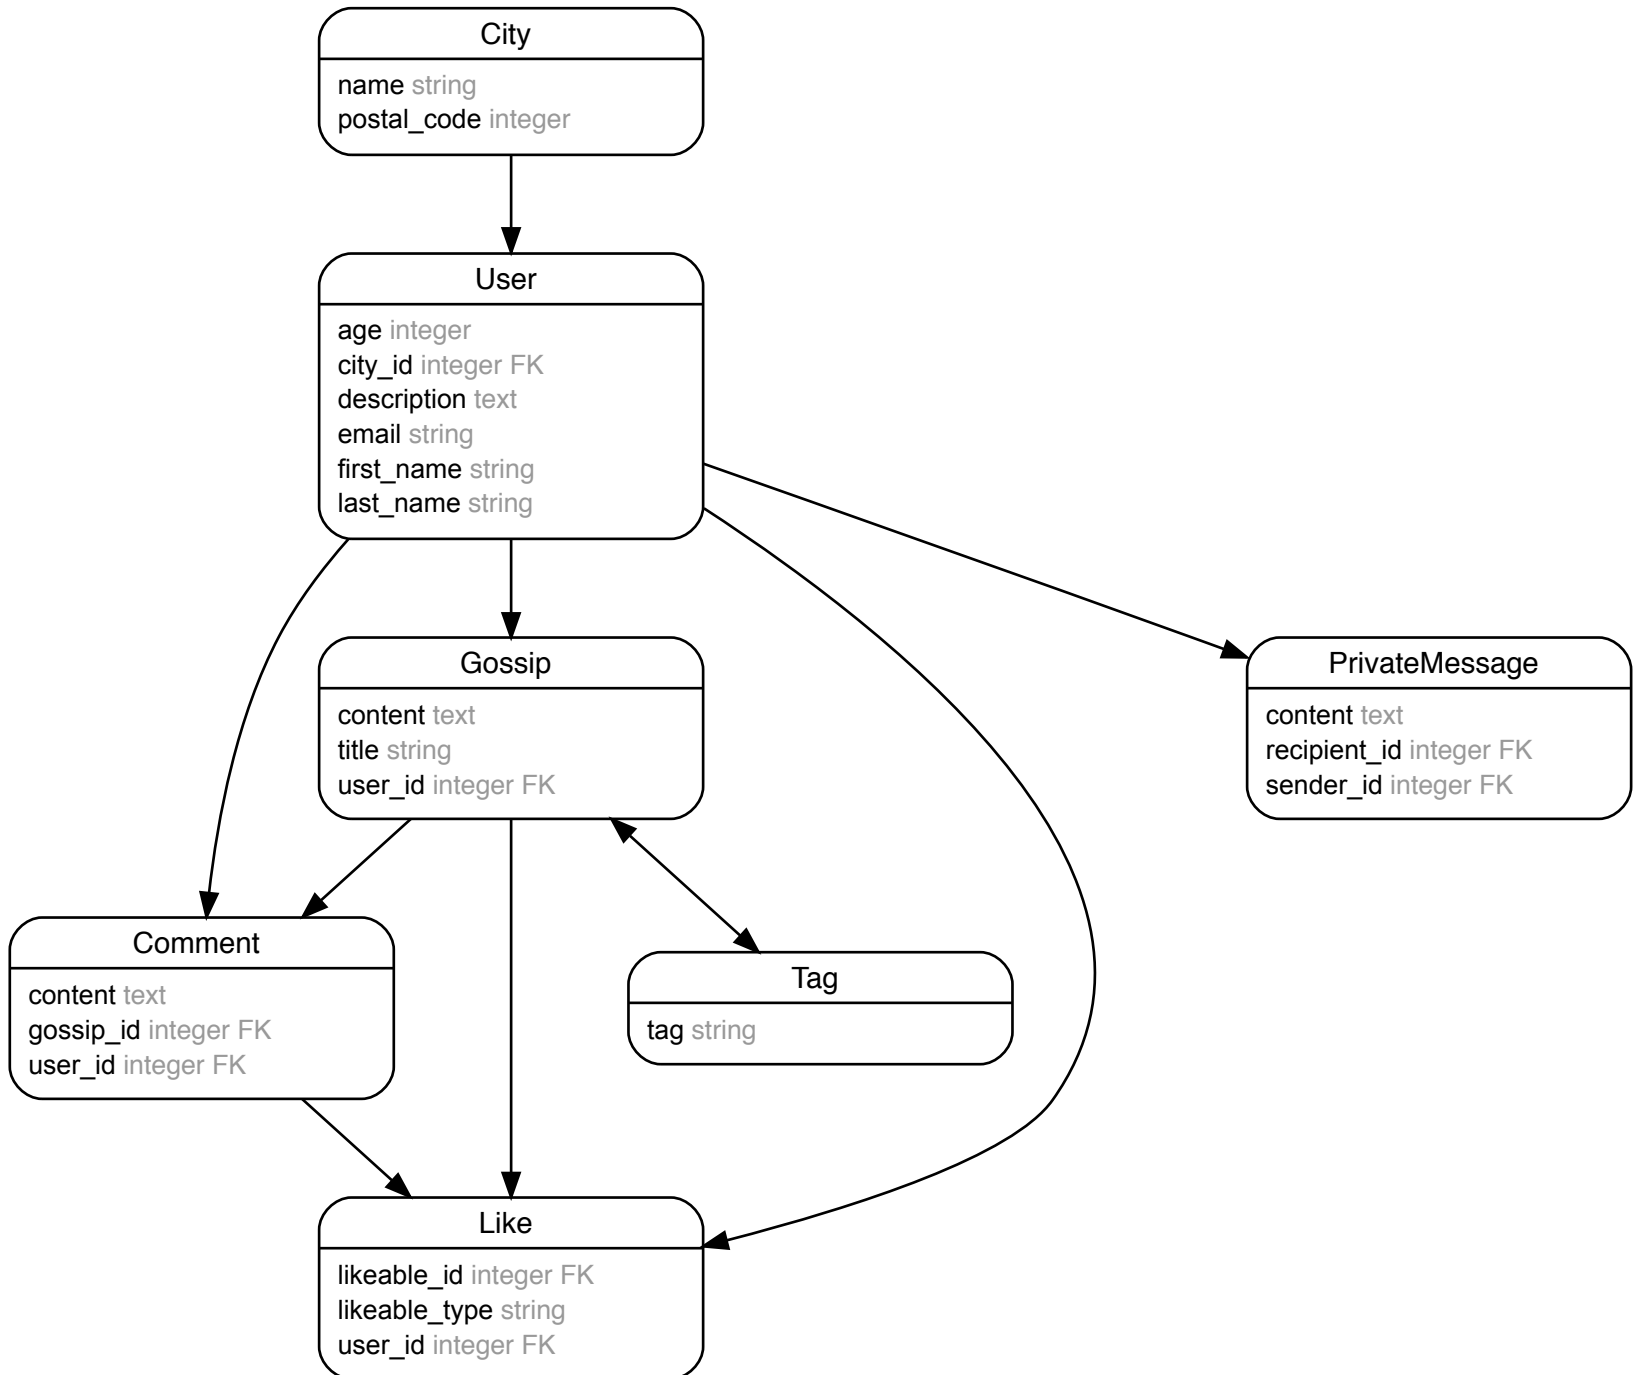 City
name string
postal_code integer
User
age integer
city_id integer FK
description text
email string
first_name string
last_name string
Gossip
content text
title string
user_id integer FK
PrivateMessage
content text
recipient_id integer FK
sender_id integer FK
Comment
content text
gossip_id integer FK
user_id integer FK
Tag
tag string
Like
likeable_id integer FK
likeable_type string
user_id integer FK